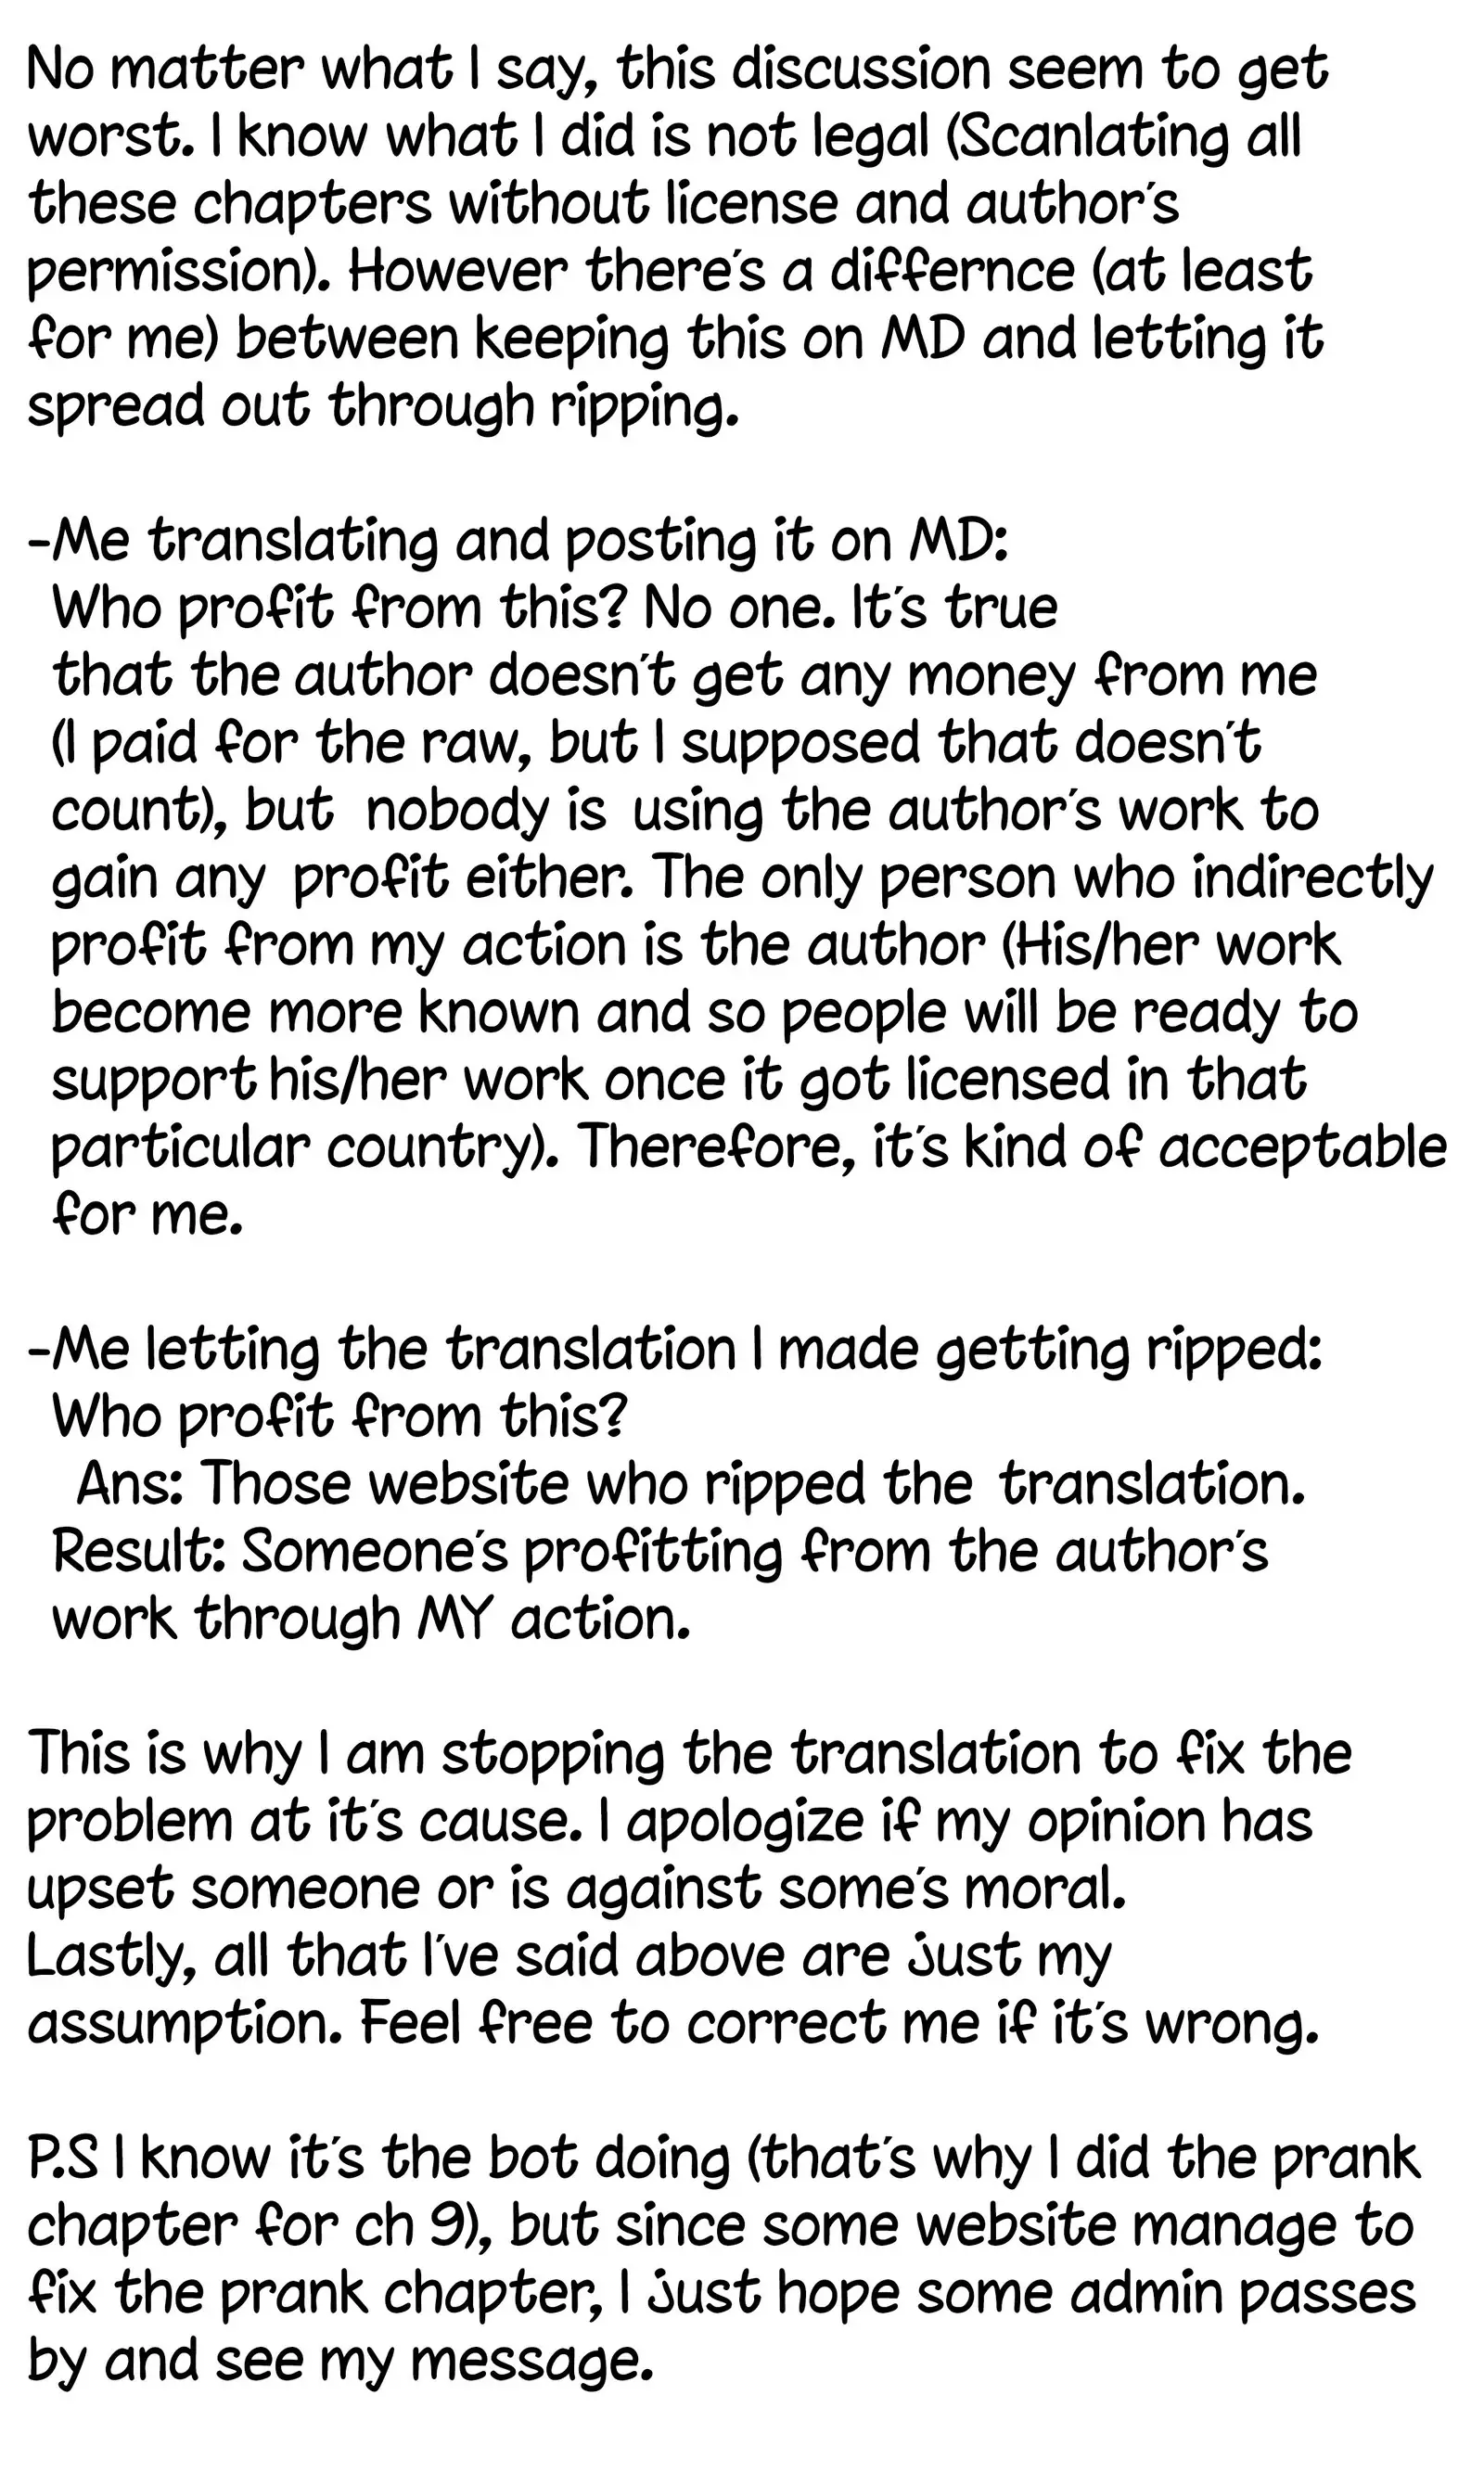 No matter what I say, this discussion seem to get
worst. I know what I did is not legal (Scanlating all
these chapters without license and author's
permission). However there's a differnce (at least
for me) between keeping this on MD and letting it
spread out through ripping.
-Me translating and posting it on MD:
Who profit from this? No one. It's true
that the author doesn't get any money from me
(I paid for the raw, but I supposed that doesn't
count), but nobody is using the author's work to
gain any profit either. The only person who indirectly
profit from my action is the author (His/her work
become more known and so people will be ready to
support his/her work once it got licensed in that
particular country). Therefore, it's kind of acceptable
for me.
-Me letting the translation I made getting ripped:
Who profit from this?
Ans: Those website who ripped the translation.
Result: Someone's profitting from the author's
work through MY action.
This is why I am stopping the translation to fix the
problem at it's cause. I apologize if my opinion has
upset someone or is against some's moral.
Lastly, all that I've said above are just my
assumption. Feel free to correct me if it's wrong.
P.S I know it's the bot doing (that's why I did the prank
chapter for ch 9), but since some website manage to
fix the prank chapter, I just hope some admin passes
by and see my message.